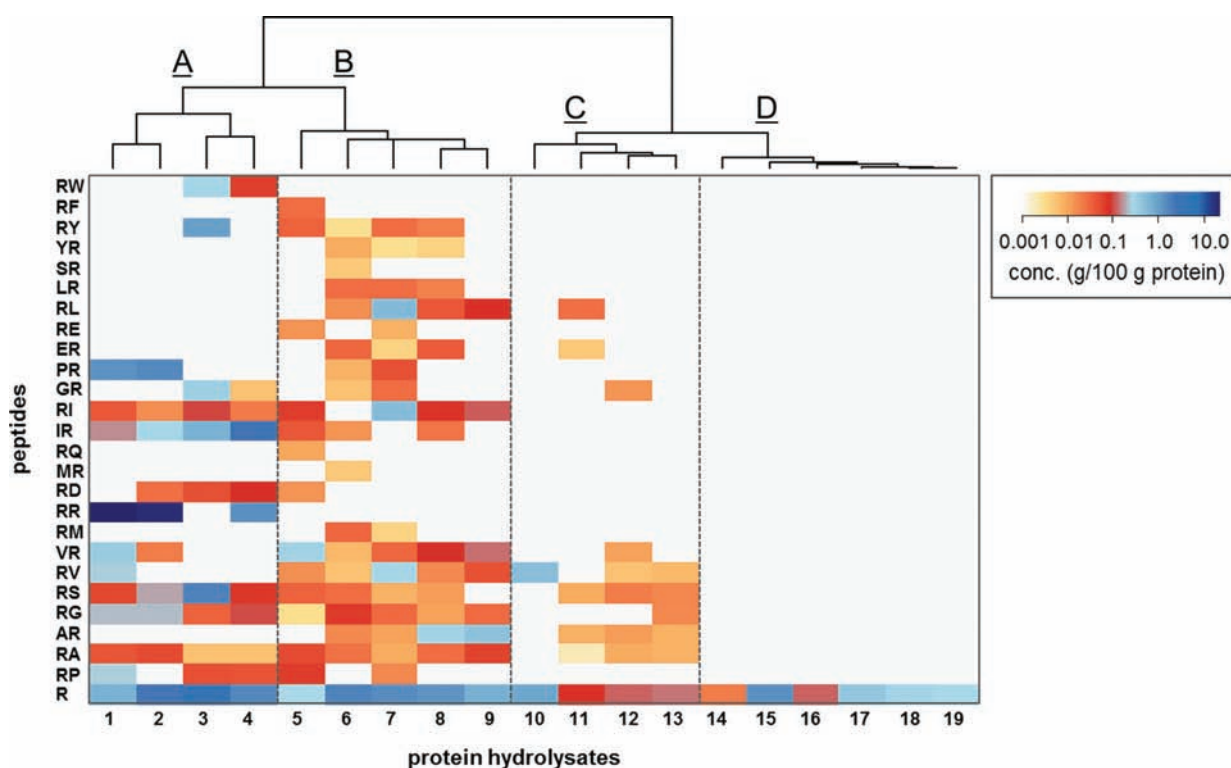 A
B
C
D
RW
RF
RY
YR
SR
LR
RL
RE
ER
PR
GR
RI
IR
RQ
MR
RD
RR
RM
VR
RV
RS
RG
AR
RA
RP
R
peptides
1 2 3 4 5 6 7 8 9 10 11 12 13 14 15 16 17 18 19
protein hydrolysates
0.001 0.01 0.1 1.0 10.0
conc. (g/100 g protein)